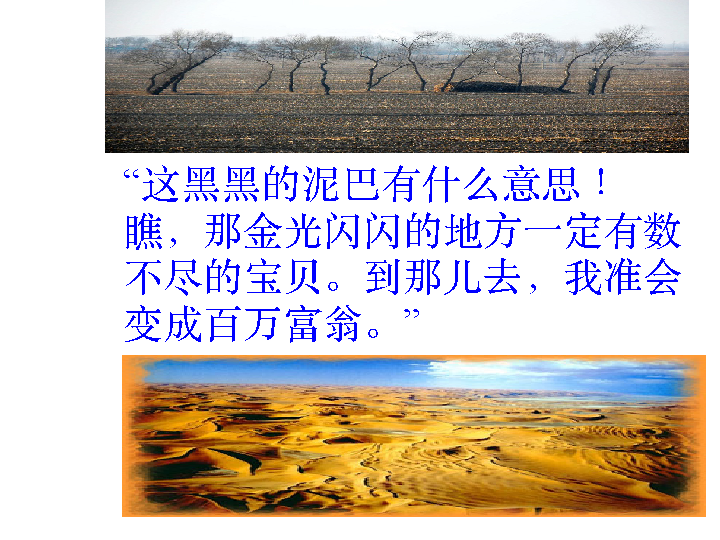 “这黑黑的泥巴有什么意思！
瞧，那金光闪闪的地方一定有数
不尽的宝贝。到那儿去，我准会
变成百万富翁。”